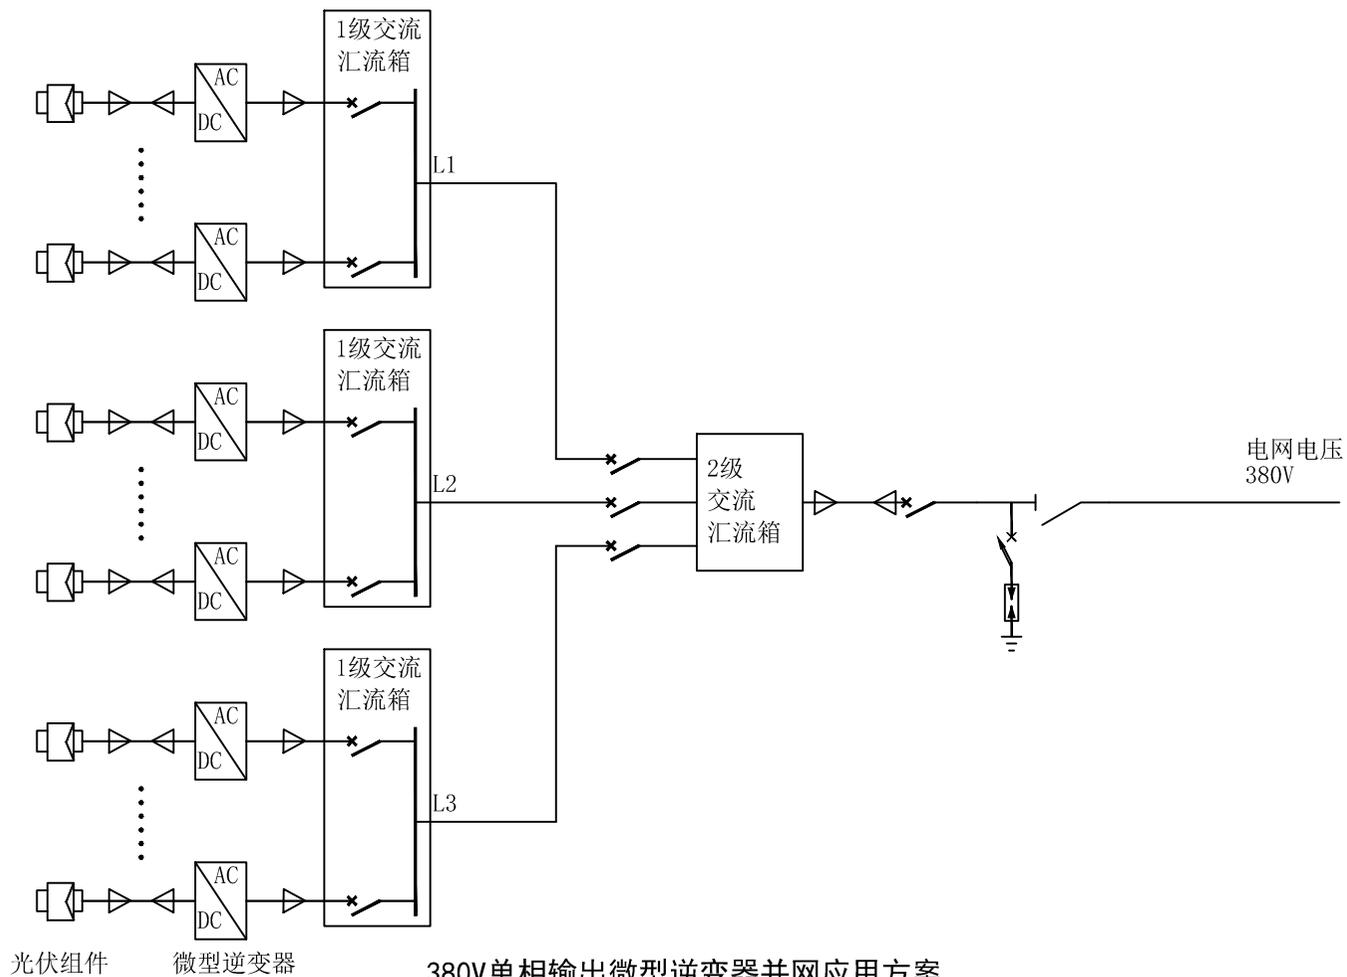 1级交流
汇流箱
AC
DC
L1
AC
DC
1级交流
汇流箱
AC
DC
L2
AC
DC
2级
交流
汇流箱
电网电压
380V
1级交流
汇流箱
AC
DC
L3
AC
DC
光伏组件
微型逆变器
380V单相输出微型逆变器并网应用方案